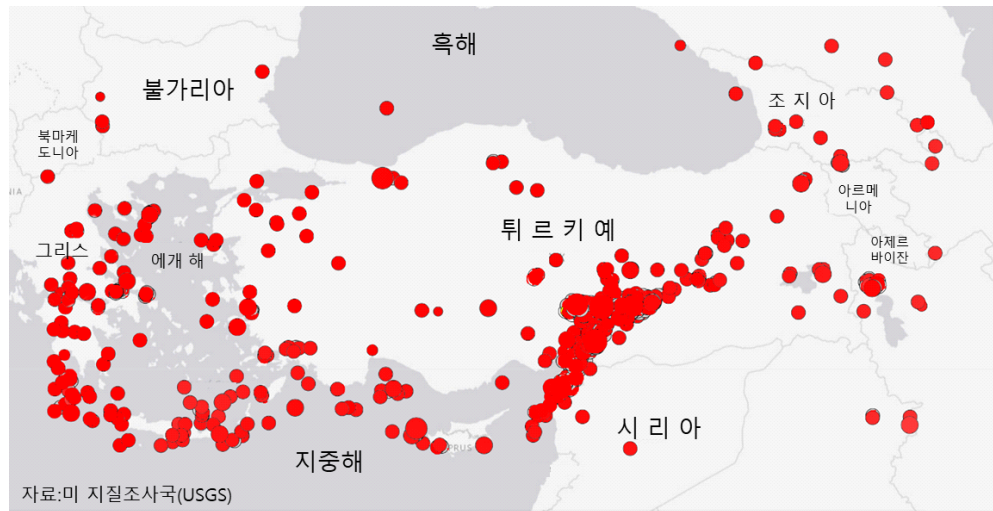 흑해
불가리아
조 지 아
북마케
도니아
NIA
아르메
니아
튀 르 키 예
그리스
에게 해
아제르
바이잔
시 리 아
PRUS
지중해
자료:미 지질조사국(USGS)